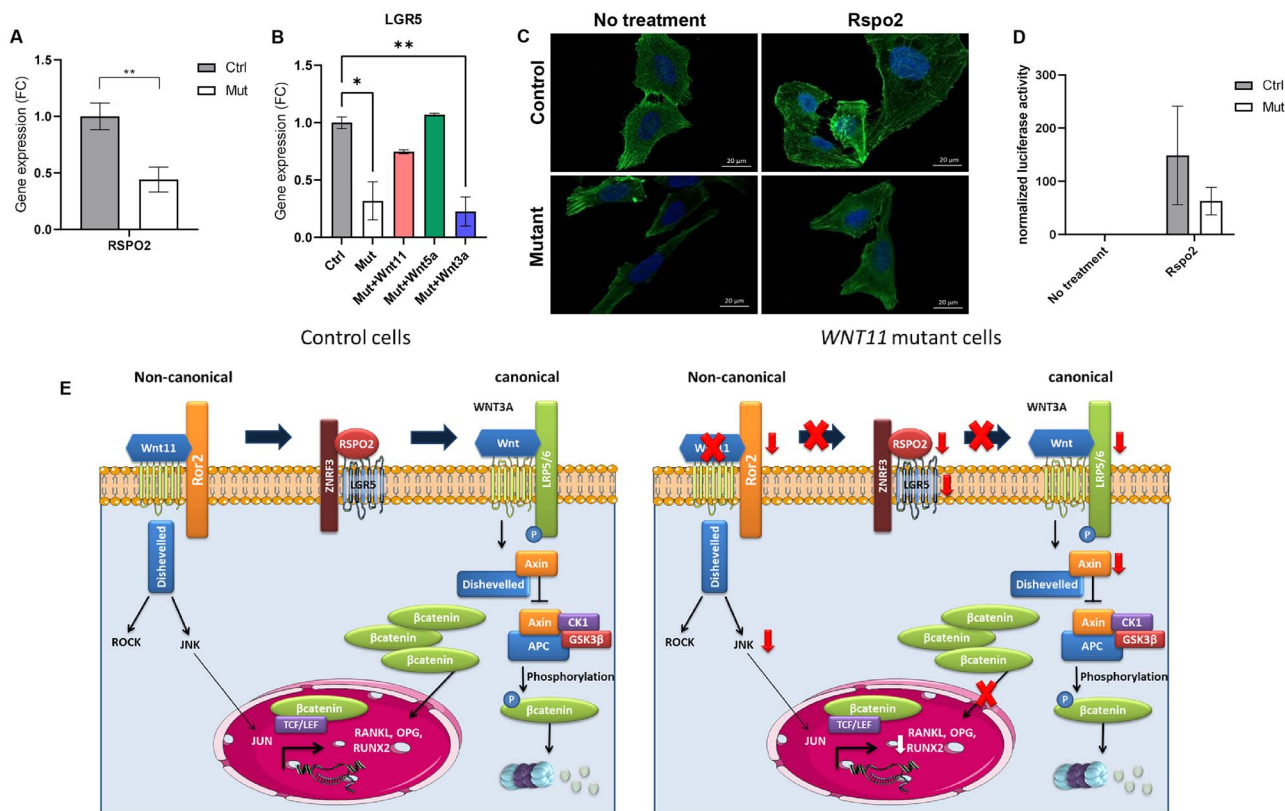 A
Gene expression (FC)
1.5
1.0
0.5
0.0
**
Ctrl
Mut
RSPO2
B
LGR5
Gene expression (FC)
1.5
1.0
0.5
0.0
**
*
Ctrl
Mut
Mut+Wnt11
Mut+Wnt5a
Mut+Wnt3a
C
No treatment
Rspo2
Control
Mutant
20 µm
20 µm
20 µm
20 µm
D
normalized luciferase activity
300
200
100
0
Ctrl
Mut
No treatment
Rspo2
E
Control cells
Non-canonical
canonical
WNT3A
Wnt11
Ror2
ZNRF3
RSPO2
LGR5
Wnt
LRP5/6
P
Dishevelled
Axin
Dishevelled
ROCK
JNK
βcatenin
βcatenin
βcatenin
Axin
CK1
APC
GSK3β
Phosphorylation
P
βcatenin
βcatenin
TCF/LEF
JUN
RANKL, OPG,
RUNX2
WNT11 mutant cells
Non-canonical
canonical
WNT3A
Wnt11
Ror2
ZNRF3
RSPO2
LGR5
Wnt
LRP5/6
P
Dishevelled
Axin
Dishevelled
ROCK
JNK
βcatenin
βcatenin
βcatenin
Axin
CK1
APC
GSK3β
Phosphorylation
P
βcatenin
βcatenin
TCF/LEF
JUN
RANKL, OPG,
RUNX2